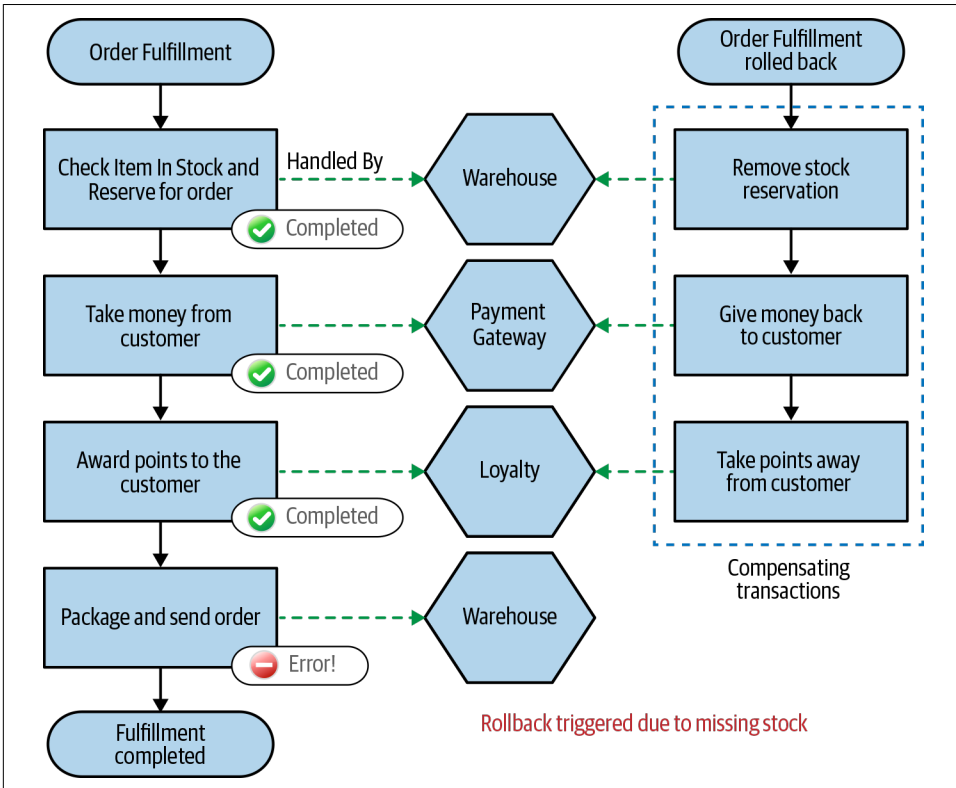 Order Fulfillment
Order Fulfillment
rolled back
Check Item In Stock and
Reserve for order
Handled By
Warehouse
Remove stock
reservation
Completed
Take money from
customer
Payment
Gateway
Give money back
to customer
Completed
Award points to the
customer
Loyalty
Take points away
from customer
Completed
Compensating
transactions
Package and send order
Warehouse
Error!
Fulfillment
completed
Rollback triggered due to missing stock